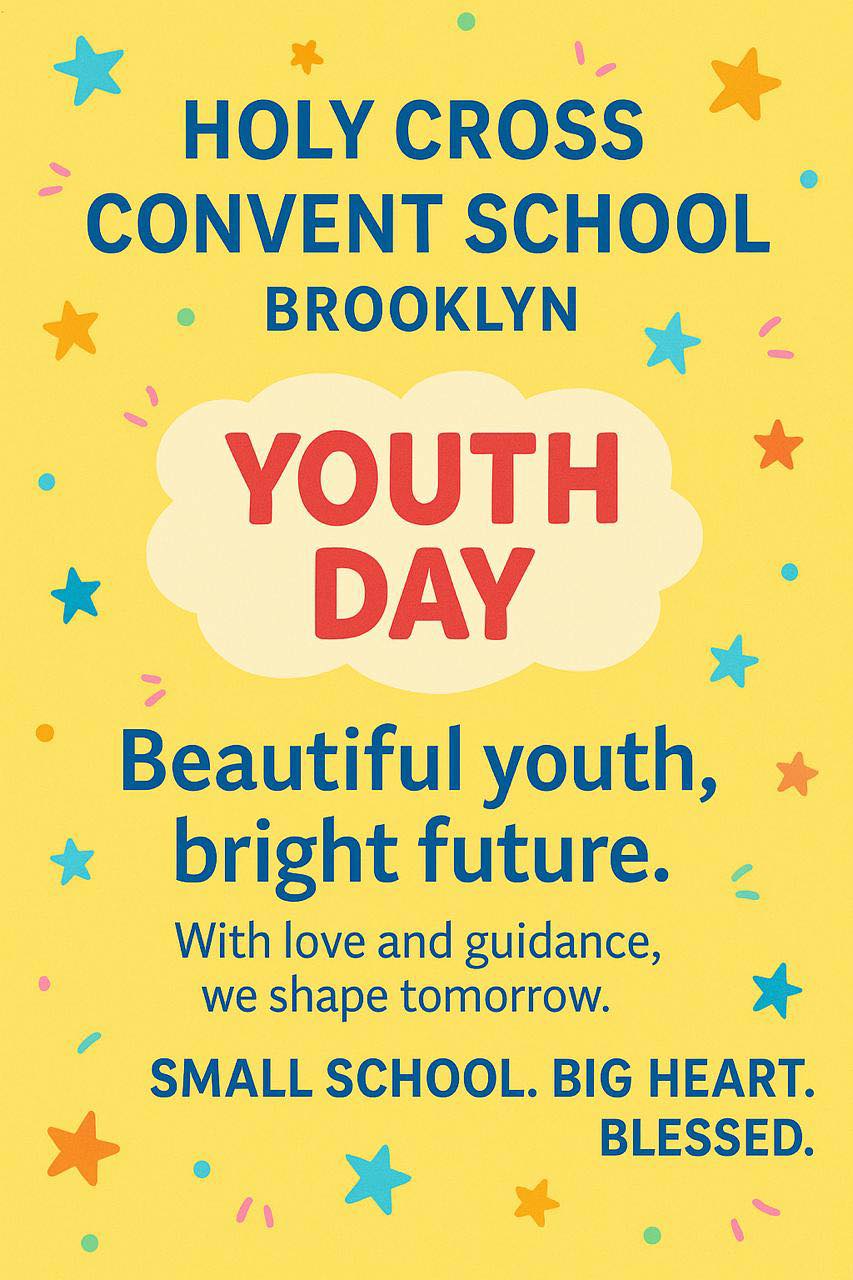 HOLY CROSS
CONVENT SCHOOL
BROOKLYN
YOUTH
DAY
Beautiful youth,
bright future.
With love and guidance,
we shape tomorrow.
SMALL SCHOOL. BIG HEART.
BLESSED.